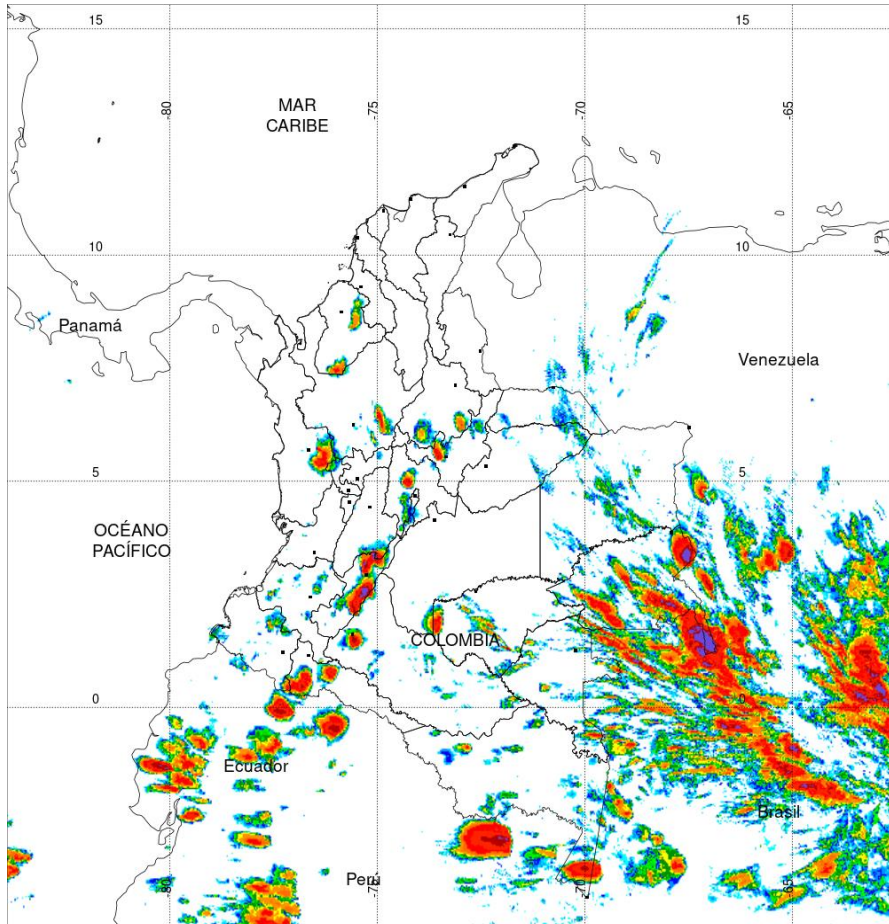 15
15
-80
-75
-70
-65
MAR
CARIBE
10
10
Panamá
Venezuela
5
5
OCÉANO
PACÍFICO
COLOMBIA
0
0
Ecuador
Brasil
Perú
-80
-75
-70
-65